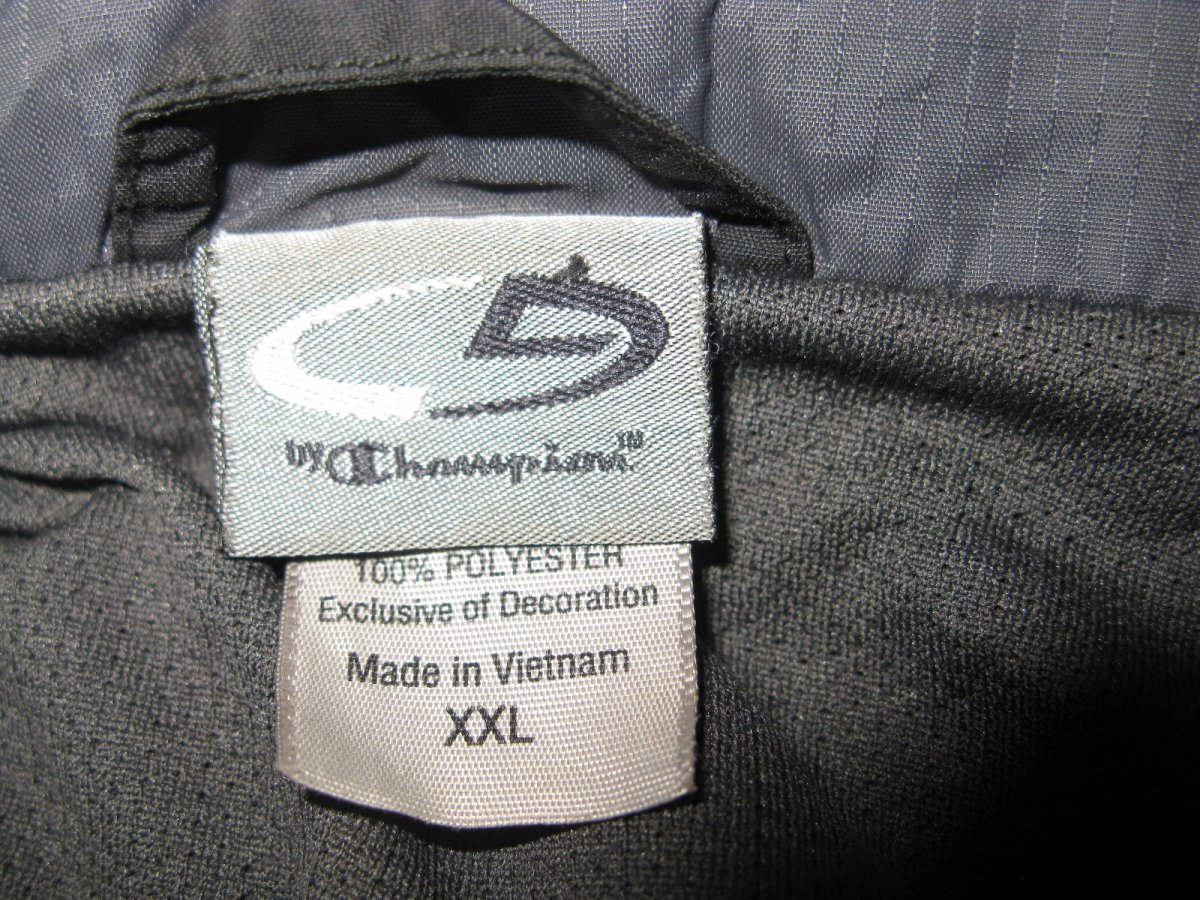 by Champion™
100% POLYESTER
Exclusive of Decoration
Made in Vietnam
XXL